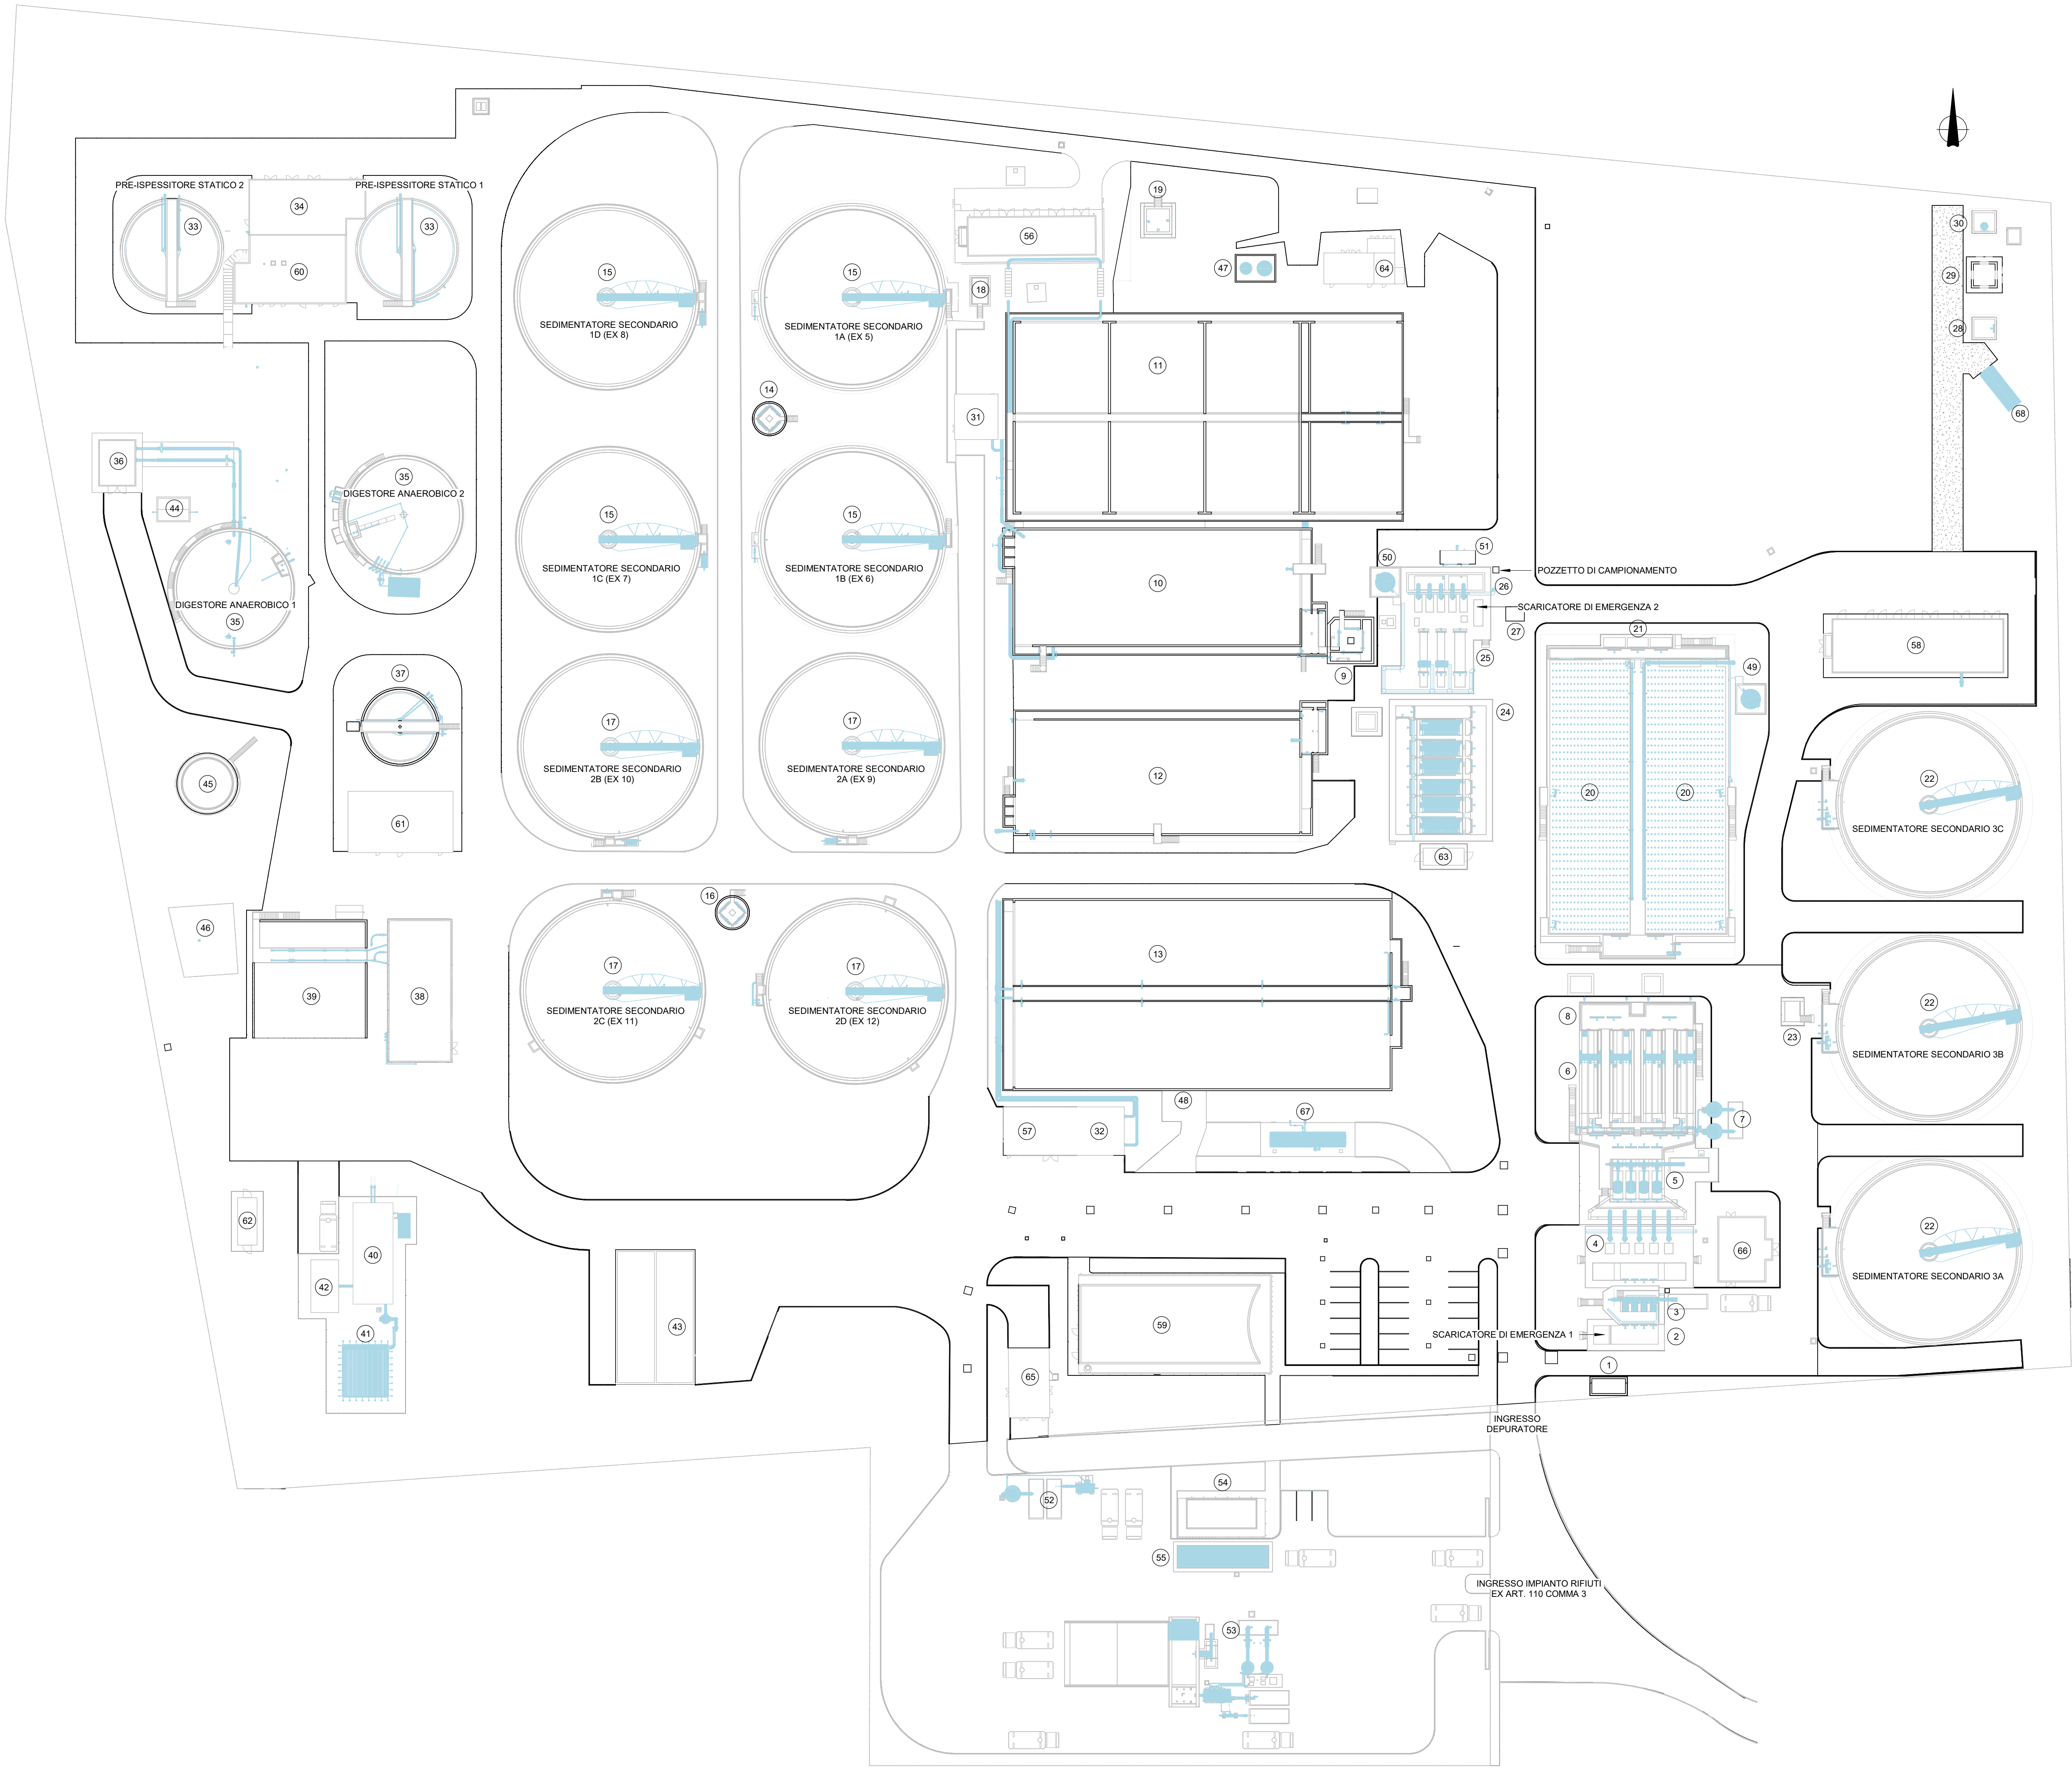 PRE-ISPESSITORE STATICO 2
PRE-ISPESSITORE STATICO 1
19
34
33
33
30
56
47
64
60
15
15
29
18
SEDIMENTATORE SECONDARIO
1D (EX 8)
SEDIMENTATORE SECONDARIO
1A (EX 5)
28
11
14
31
68
36
35
DIGESTORE ANAEROBICO 2
44
15
15
51
50
POZZETTO DI CAMPIONAMENTO
SEDIMENTATORE SECONDARIO
1C (EX 7)
SEDIMENTATORE SECONDARIO
1B (EX 6)
10
26
DIGESTORE ANAEROBICO 1
35
SCARICATORE DI EMERGENZA 2
27
21
58
25
49
9
37
24
17
17
SEDIMENTATORE SECONDARIO
2B (EX 10)
SEDIMENTATORE SECONDARIO
2A (EX 9)
12
22
45
20
20
61
SEDIMENTATORE SECONDARIO 3C
63
16
46
13
17
17
39
38
22
SEDIMENTATORE SECONDARIO
2C (EX 11)
SEDIMENTATORE SECONDARIO
2D (EX 12)
8
23
SEDIMENTATORE SECONDARIO 3B
6
48
67
7
57
32
5
62
22
40
4
66
42
SEDIMENTATORE SECONDARIO 3A
3
59
43
41
SCARICATORE DI EMERGENZA 1
2
1
65
INGRESSO
DEPURATORE
54
52
55
INGRESSO IMPIANTO RIFIUTI
EX ART. 110 COMMA 3
53